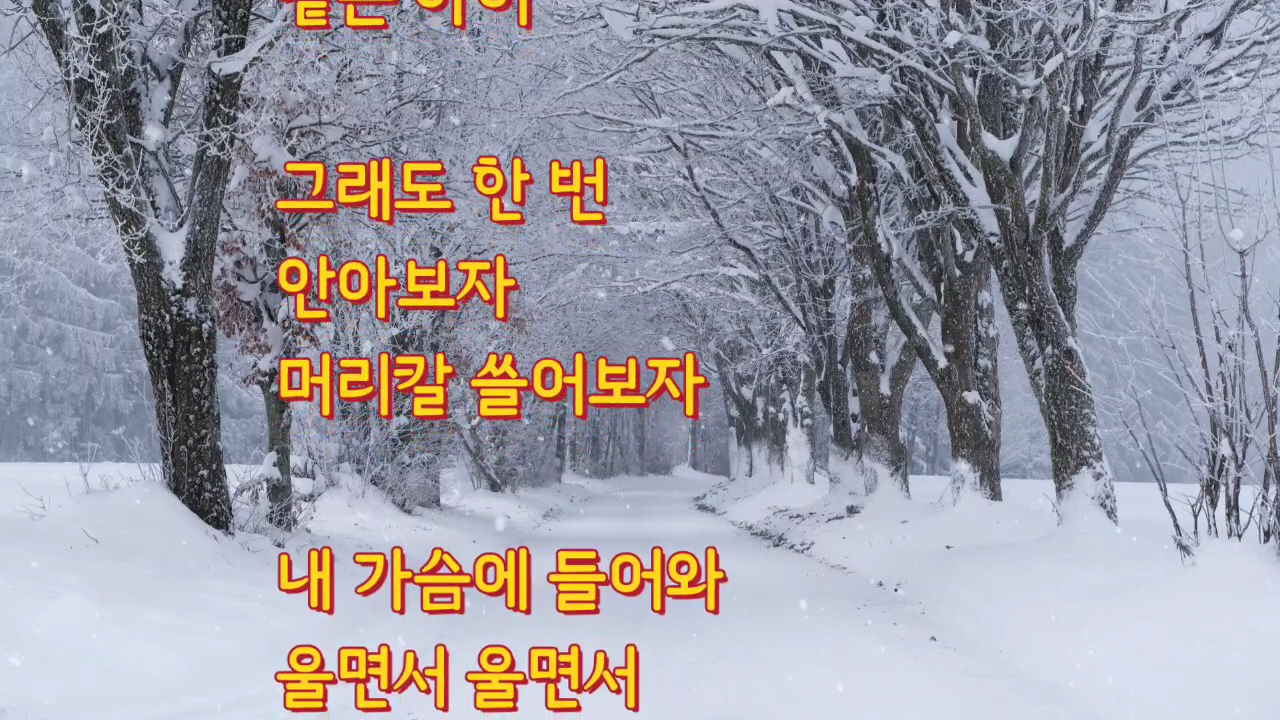 그래도 한 번
안아보자
머리칼 쓸어보자
내 가슴에 들어와
울면서 울면서